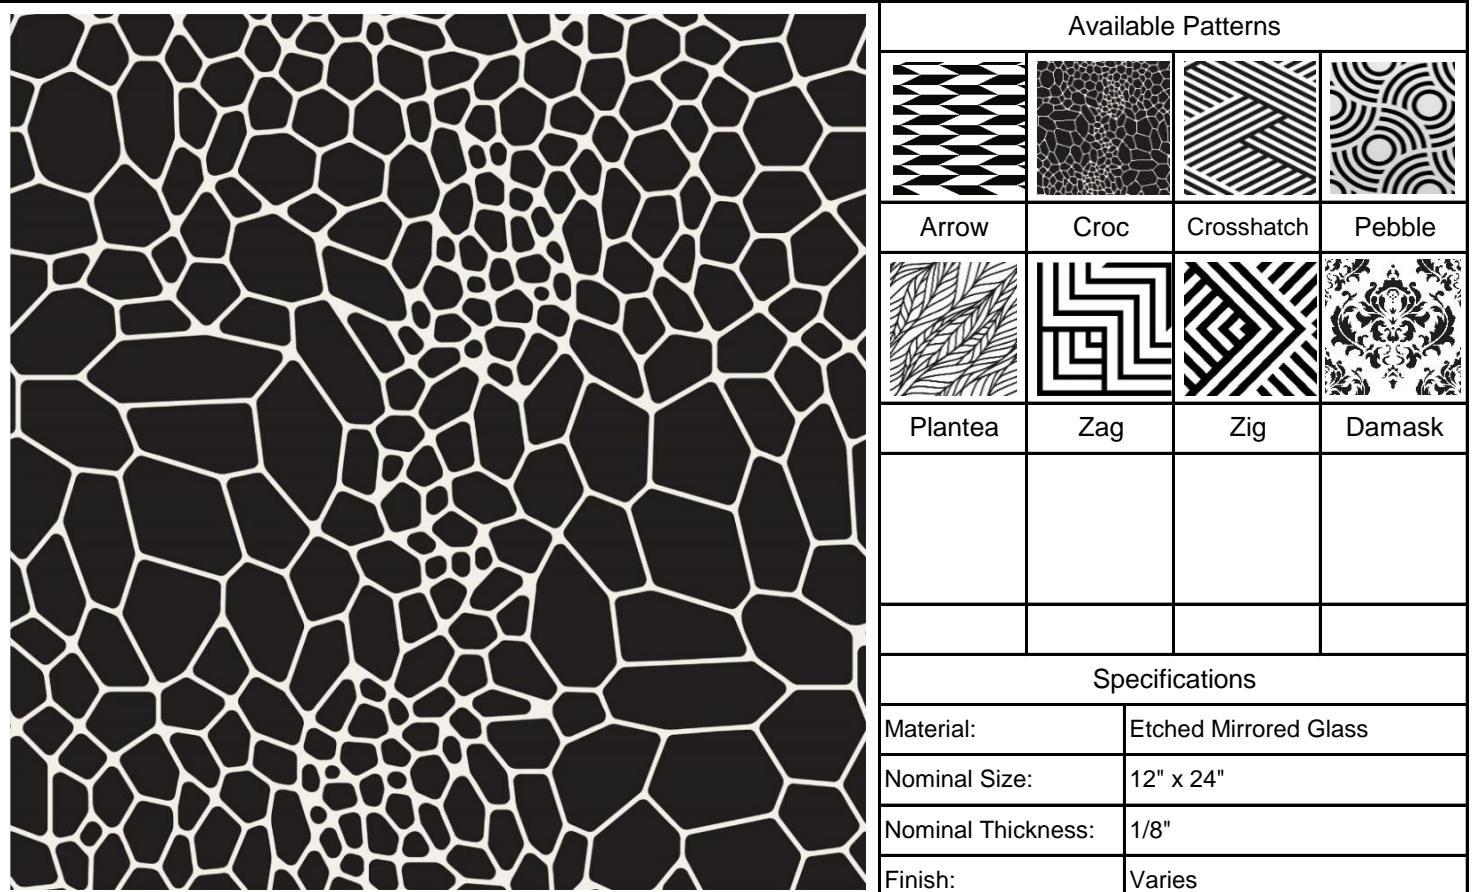 Available Patterns
Arrow Croc Crosshatch Pebble
Plantea Zag Zig Damask
Specifications
Material: Etched Mirrored Glass
Nominal Size: 12" x 24"
Nominal Thickness: 1/8"
Finish: Varies